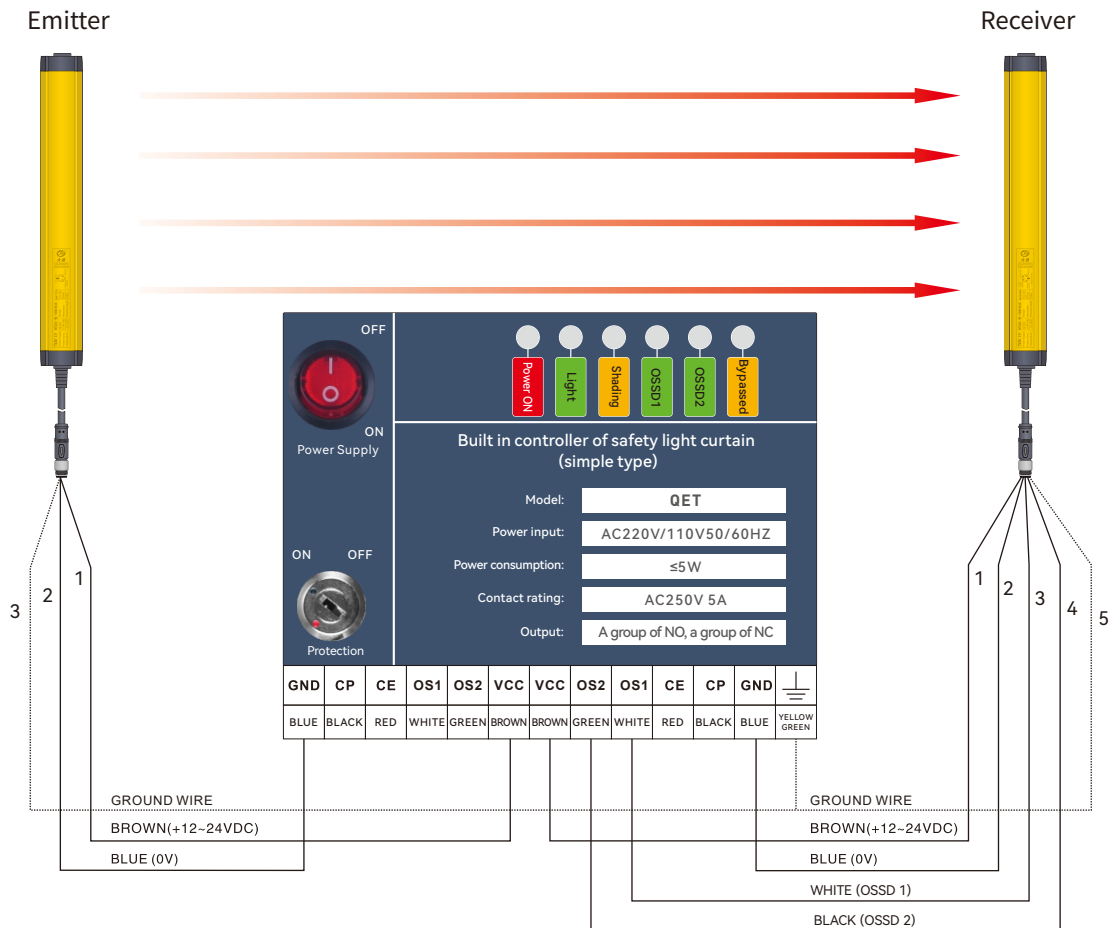 Emitter
Receiver
OFF
ON
Power Supply
Power ON
Light
Shading
OSSD1
OSSD2
Bypassed
Built in controller of safety light curtain
(simple type)
Model: QET
Power input: AC220V/110V50/60HZ
Power consumption: ≤5W
Contact rating: AC250V 5A
Output: A group of NO, a group of NC
ON OFF
Protection
3 2 1
1 2 3 4 5
GND CP CE OS1 OS2 VCC VCC OS2 OS1 CE CP GND
BLUE BLACK RED WHITE GREEN BROWN BROWN GREEN WHITE RED BLACK BLUE YELLOW
GREEN
GROUND WIRE
BROWN(+12~24VDC)
BLUE (0V)
GROUND WIRE
BROWN(+12~24VDC)
BLUE (0V)
WHITE (OSSD 1)
BLACK (OSSD 2)